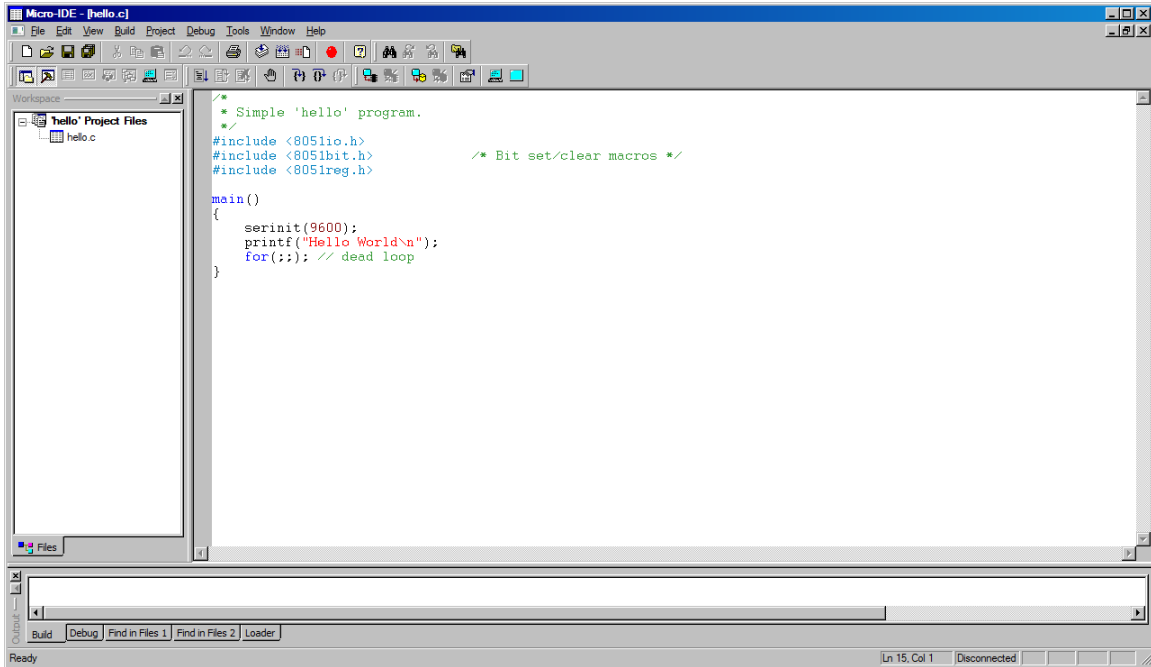 Micro-IDE - [hello.c]
File Edit View Build Project Debug Tools Window Help
Workspace
'hello' Project Files
hello.c
Files
/*
 * Simple 'hello' program.
 */
#include <8051io.h>
#include <8051bit.h>            /* Bit set/clear macros */
#include <8051reg.h>
main()
{
    serinit(9600);
    printf("Hello World\n");
    for(;;); // dead loop
}
Output
Build Debug Find in Files 1 Find in Files 2 Loader
Ready Ln 15, Col 1 Disconnected